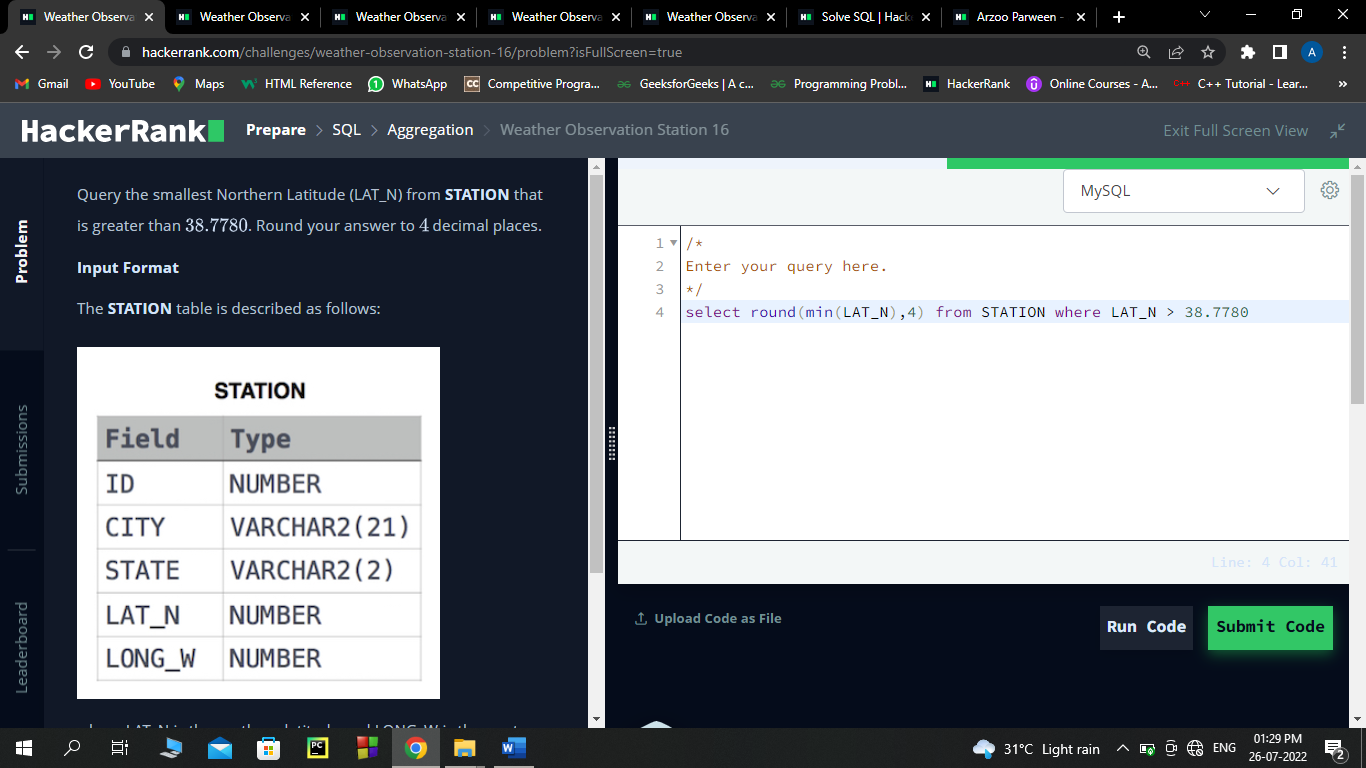 Weather Observa
Weather Observa
Weather Observa
Weather Observa
Weather Observa
Solve SQL | Hack
Arzoo Parween -
hackerrank.com/challenges/weather-observation-station-16/problem?isFullScreen=true
A
Gmail
YouTube
Maps
HTML Reference
WhatsApp
CC Competitive Progra...
GeeksforGeeks | A c...
Programming Probl...
HackerRank
Online Courses - A...
C++ Tutorial - Lear...
»
HackerRank
Prepare > SQL > Aggregation > Weather Observation Station 16
Exit Full Screen View
Problem
Submissions
Leaderboard
Query the smallest Northern Latitude (LAT_N) from STATION that
is greater than 38.7780. Round your answer to 4 decimal places.
Input Format
The STATION table is described as follows:
STATION
Field Type
ID NUMBER
CITY VARCHAR2(21)
STATE VARCHAR2(2)
LAT_N NUMBER
LONG_W NUMBER
MySQL
1 /*
2 Enter your query here.
3 */
4 select round(min(LAT_N),4) from STATION where LAT_N > 38.7780
Line: 4 Col: 41
Upload Code as File
Run Code
Submit Code
31°C Light rain
ENG
01:29 PM
26-07-2022
2